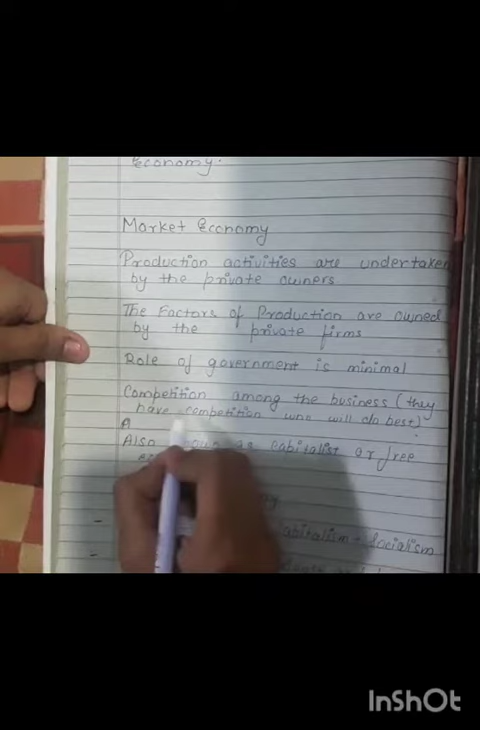 Economy.
Market Economy
Production activities are undertaken
by the private owners
The Factors of Production are owned
by the private firms
Role of government is minimal
Competition among the business (they
have competition who will do best)
Also as capitalist or free
- capitalism + Socialism
-
InShOt